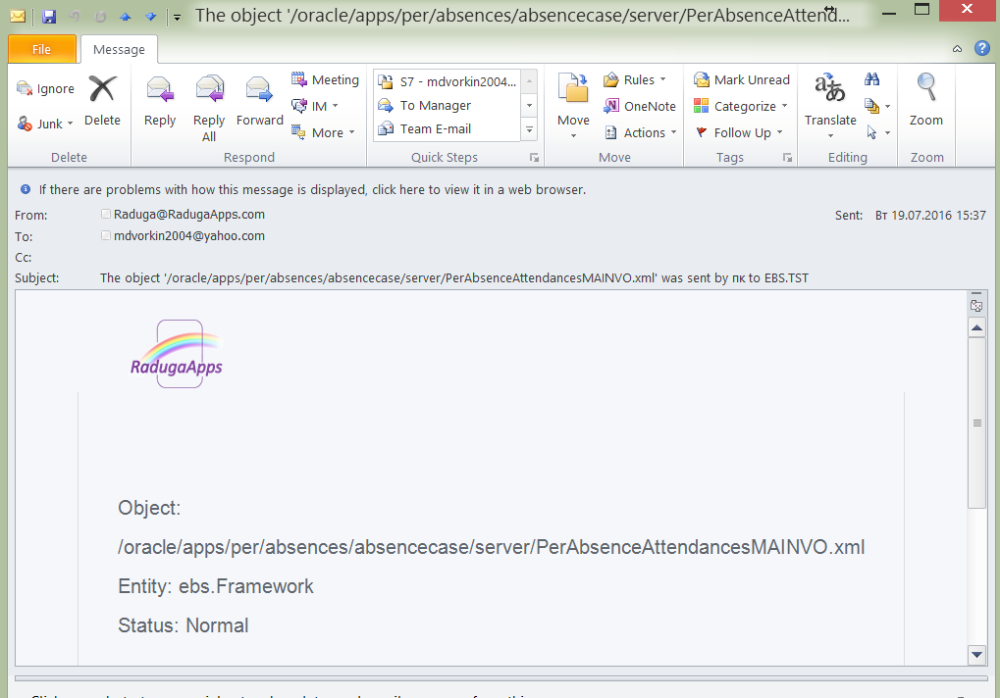 The object '/oracle/apps/per/absences/absencecase/server/PerAbsenceAttend...
File Message
Ignore
Junk
Delete
Reply
Reply All
Forward
Meeting
IM
More
S7 - mdvorkin2004...
To Manager
Team E-mail
Move
Rules
OneNote
Actions
Mark Unread
Categorize
Follow Up
Translate
Zoom
Delete Respond Quick Steps Move Tags Editing Zoom
If there are problems with how this message is displayed, click here to view it in a web browser.
From: Raduga@RadugaApps.com Sent: Вт 19.07.2016 15:37
To: mdvorkin2004@yahoo.com
Cc:
Subject: The object '/oracle/apps/per/absences/absencecase/server/PerAbsenceAttendancesMAINVO.xml' was sent by пк to EBS.TST
RadugaApps
Object:
/oracle/apps/per/absences/absencecase/server/PerAbsenceAttendancesMAINVO.xml
Entity: ebs.Framework
Status: Normal